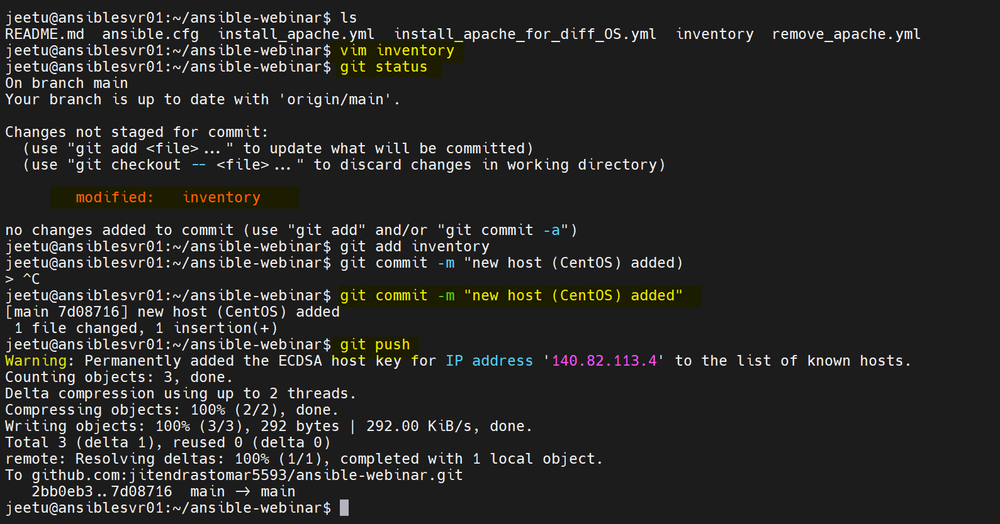 jeetu@ansiblesvr01:~/ansible-webinar$ ls
README.md  ansible.cfg  install_apache.yml  install_apache_for_diff_OS.yml  inventory  remove_apache.yml
jeetu@ansiblesvr01:~/ansible-webinar$ vim inventory
jeetu@ansiblesvr01:~/ansible-webinar$ git status
On branch main
Your branch is up to date with 'origin/main'.

Changes not staged for commit:
  (use "git add <file>..." to update what will be committed)
  (use "git checkout -- <file>..." to discard changes in working directory)

        modified:   inventory

no changes added to commit (use "git add" and/or "git commit -a")
jeetu@ansiblesvr01:~/ansible-webinar$ git add inventory
jeetu@ansiblesvr01:~/ansible-webinar$ git commit -m "new host (CentOS) added)
> ^C
jeetu@ansiblesvr01:~/ansible-webinar$ git commit -m "new host (CentOS) added"
[main 7d08716] new host (CentOS) added
 1 file changed, 1 insertion(+)
jeetu@ansiblesvr01:~/ansible-webinar$ git push
Warning: Permanently added the ECDSA host key for IP address '140.82.113.4' to the list of known hosts.
Counting objects: 3, done.
Delta compression using up to 2 threads.
Compressing objects: 100% (2/2), done.
Writing objects: 100% (3/3), 292 bytes | 292.00 KiB/s, done.
Total 3 (delta 1), reused 0 (delta 0)
remote: Resolving deltas: 100% (1/1), completed with 1 local object.
To github.com:jitendrastomar5593/ansible-webinar.git
   2bb0eb3..7d08716  main -> main
jeetu@ansiblesvr01:~/ansible-webinar$